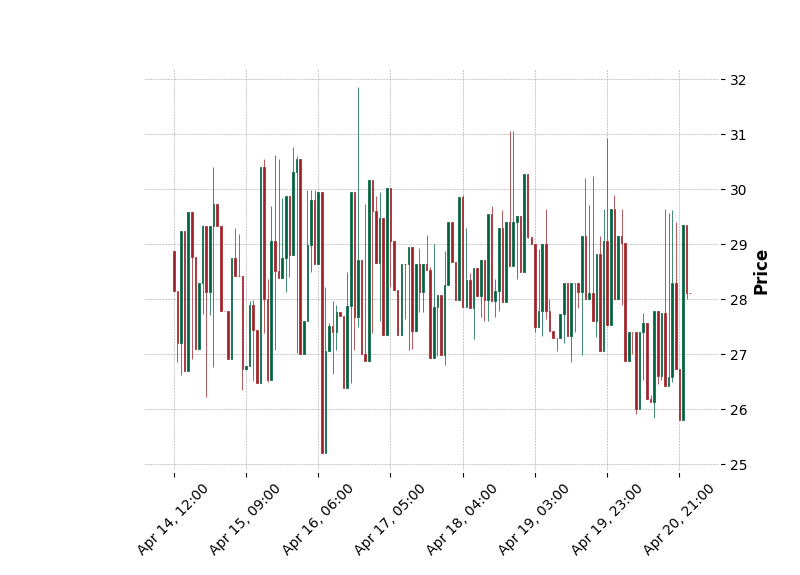 32
31
30
29
28
27
26
25
Price
Apr 14, 12:00
Apr 15, 09:00
Apr 16, 06:00
Apr 17, 05:00
Apr 18, 04:00
Apr 19, 03:00
Apr 19, 23:00
Apr 20, 21:00